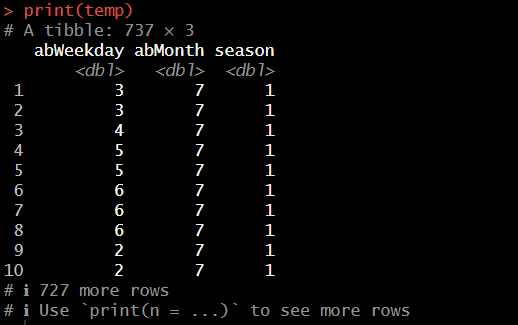 > print(temp)
# A tibble: 737 × 3
abWeekday abMonth season
<dbl> <dbl> <dbl>
1 3 7 1
2 3 7 1
3 4 7 1
4 5 7 1
5 5 7 1
6 6 7 1
7 6 7 1
8 6 7 1
9 2 7 1
10 2 7 1
# ℹ 727 more rows
# ℹ Use `print(n = ...)` to see more rows